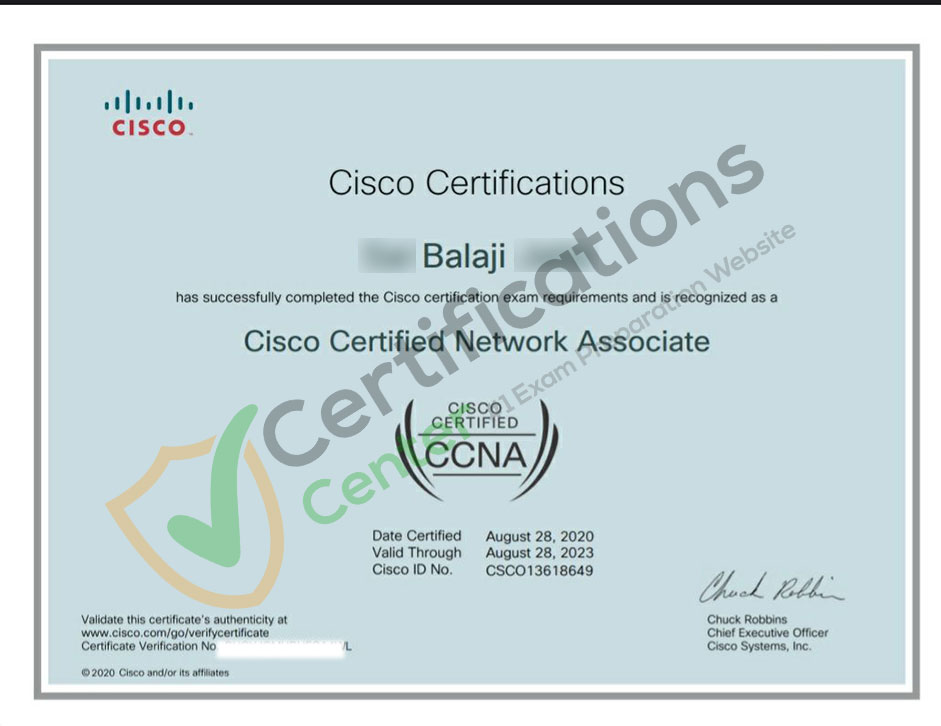 CISCO
Cisco Certifications
Balaji
has successfully completed the Cisco certification exam requirements and is recognized as a
Cisco Certified Network Associate
Certifications
Center
#1 Exam Preparation Website
CISCO
CERTIFIED
CCNA
Date Certified August 28, 2020
Valid Through August 28, 2023
Cisco ID No. CSCO13618649
Chuck Robbins
Validate this certificate's authenticity at
www.cisco.com/go/verifycertificate
Certificate Verification No
/L
© 2020 Cisco and/or its affiliates
Chuck Robbins
Chief Executive Officer
Cisco Systems, Inc.